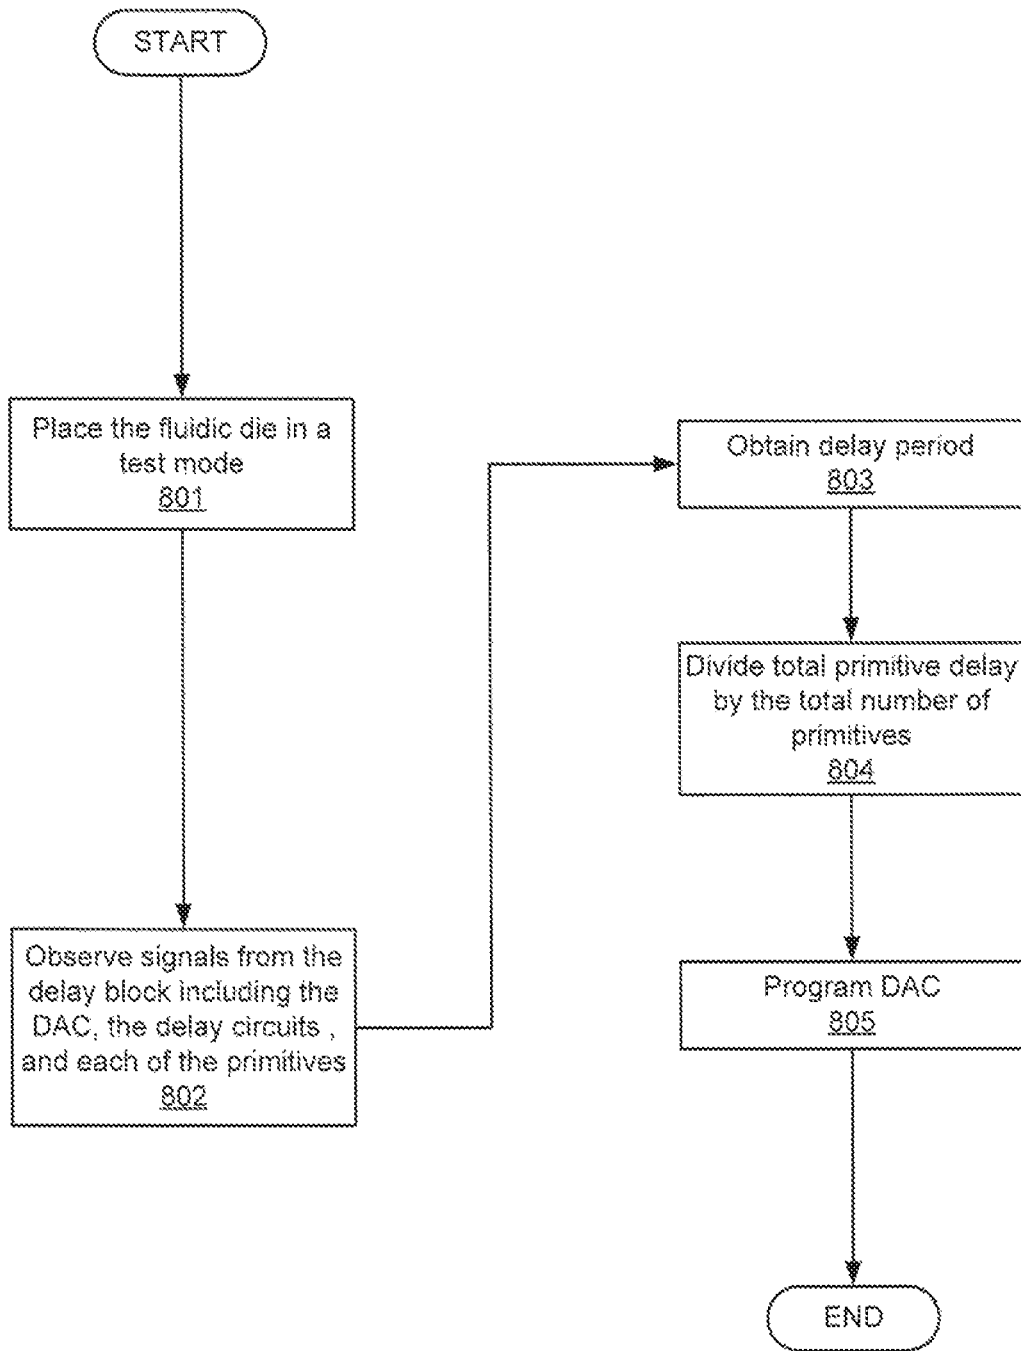 START
Place the fluidic die in a
test mode
801
Observe signals from the
delay block including the
DAC, the delay circuits ,
and each of the primitives
802
Obtain delay period
803
Divide total primitive delay
by the total number of
primitives
804
Program DAC
805
END